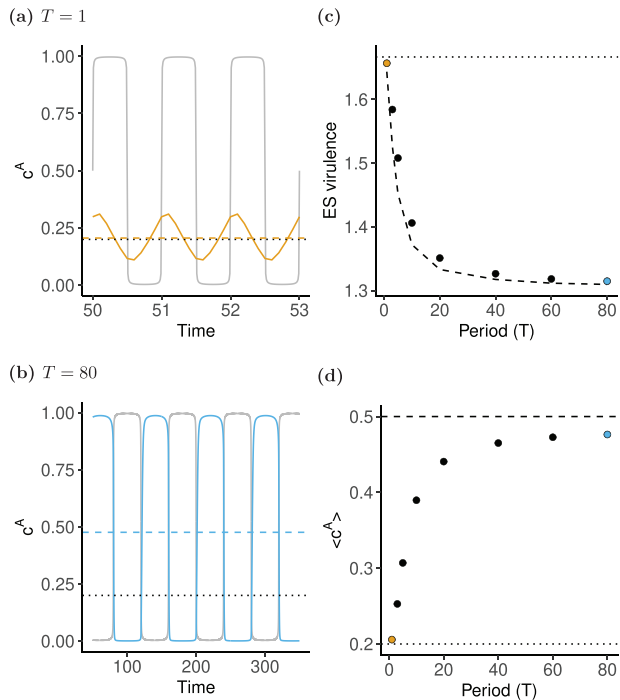 (a) T = 1
1.00
0.75
0.50
0.25
0.00
c^A
50
51
52
53
Time
(c)
1.6
1.5
1.4
1.3
ES virulence
0
20
40
60
80
Period (T)
(b) T = 80
1.00
0.75
0.50
0.25
0.00
c^A
100
200
300
Time
(d)
0.5
0.4
0.3
0.2
<c^A>
0
20
40
60
80
Period (T)